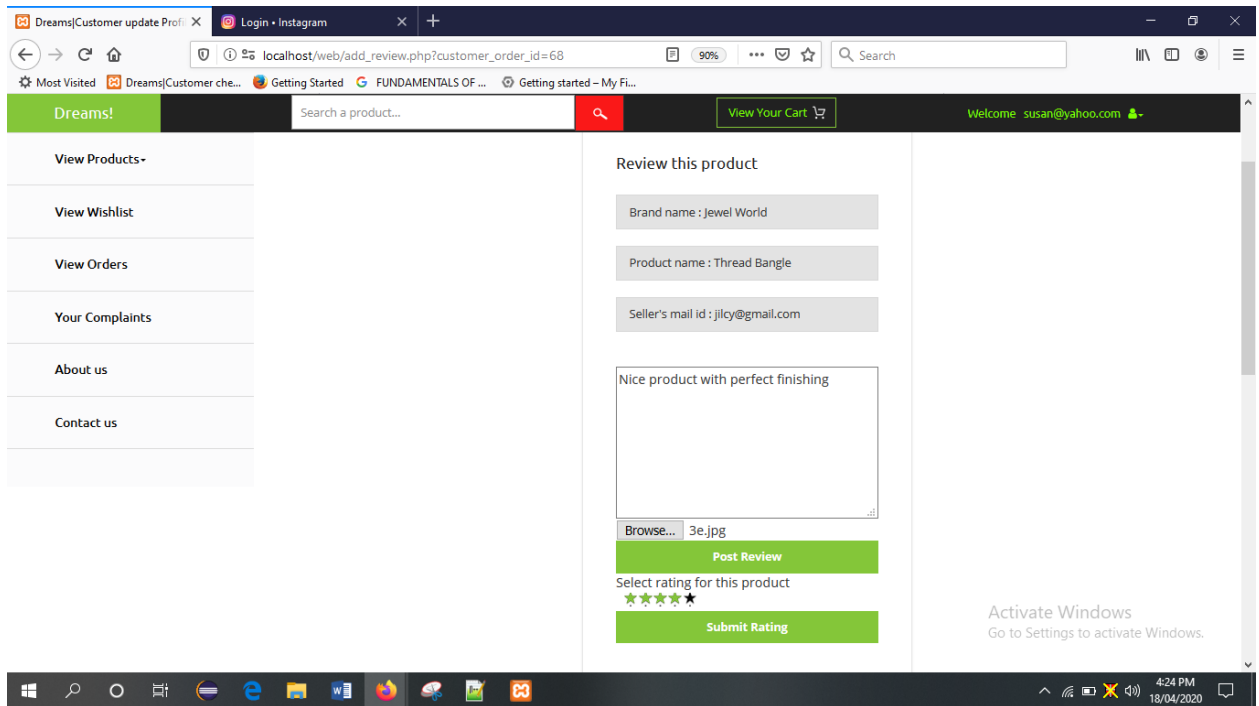 Dreams|Customer update Profi
Login • Instagram
localhost/web/add_review.php?customer_order_id=68
90%
Search
Most Visited
Dreams|Customer che...
Getting Started
FUNDAMENTALS OF ...
Getting started – My Fi...
Dreams!
Search a product...
View Your Cart
Welcome susan@yahoo.com
View Products
View Wishlist
View Orders
Your Complaints
About us
Contact us
Review this product
Brand name : Jewel World
Product name : Thread Bangle
Seller's mail id : jilcy@gmail.com
Nice product with perfect finishing
Browse... 3e.jpg
Post Review
Select rating for this product
Submit Rating
Activate Windows
Go to Settings to activate Windows.
4:24 PM
18/04/2020